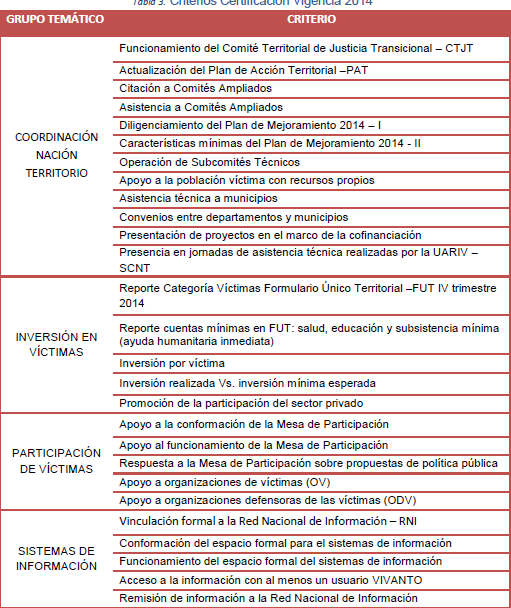 Tabla 3. Criterios Certificación Vigencia 2014
GRUPO TEMÁTICO
CRITERIO
COORDINACIÓN
NACIÓN
TERRITORIO
Funcionamiento del Comité Territorial de Justicia Transicional – CTJT
Actualización del Plan de Acción Territorial –PAT
Citación a Comités Ampliados
Asistencia a Comités Ampliados
Diligenciamiento del Plan de Mejoramiento 2014 – I
Características mínimas del Plan de Mejoramiento 2014 - II
Operación de Subcomités Técnicos
Apoyo a la población víctima con recursos propios
Asistencia técnica a municipios
Convenios entre departamentos y municipios
Presentación de proyectos en el marco de la cofinanciación
Presencia en jornadas de asistencia técnica realizadas por la UARIV –
SCNT
INVERSIÓN EN
VÍCTIMAS
Reporte Categoría Víctimas Formulario Único Territorial –FUT IV trimestre
2014
Reporte cuentas mínimas en FUT: salud, educación y subsistencia mínima
(ayuda humanitaria inmediata)
Inversión por víctima
Inversión realizada Vs. inversión mínima esperada
Promoción de la participación del sector privado
PARTICIPACIÓN
DE VÍCTIMAS
Apoyo a la conformación de la Mesa de Participación
Apoyo al funcionamiento de la Mesa de Participación
Respuesta a la Mesa de Participación sobre propuestas de política pública
Apoyo a organizaciones de víctimas (OV)
Apoyo a organizaciones defensoras de las víctimas (ODV)
SISTEMAS DE
INFORMACIÓN
Vinculación formal a la Red Nacional de Información – RNI
Conformación del espacio formal para el sistemas de información
Funcionamiento del espacio formal del sistemas de información
Acceso a la información con al menos un usuario VIVANTO
Remisión de información a la Red Nacional de Información